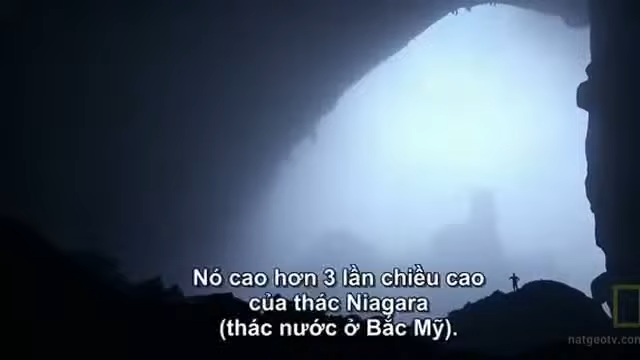 Nó cao hơn 3 lần chiều cao
của thác Niagara
(thác nước ở Bắc Mỹ).
natgeotv.com